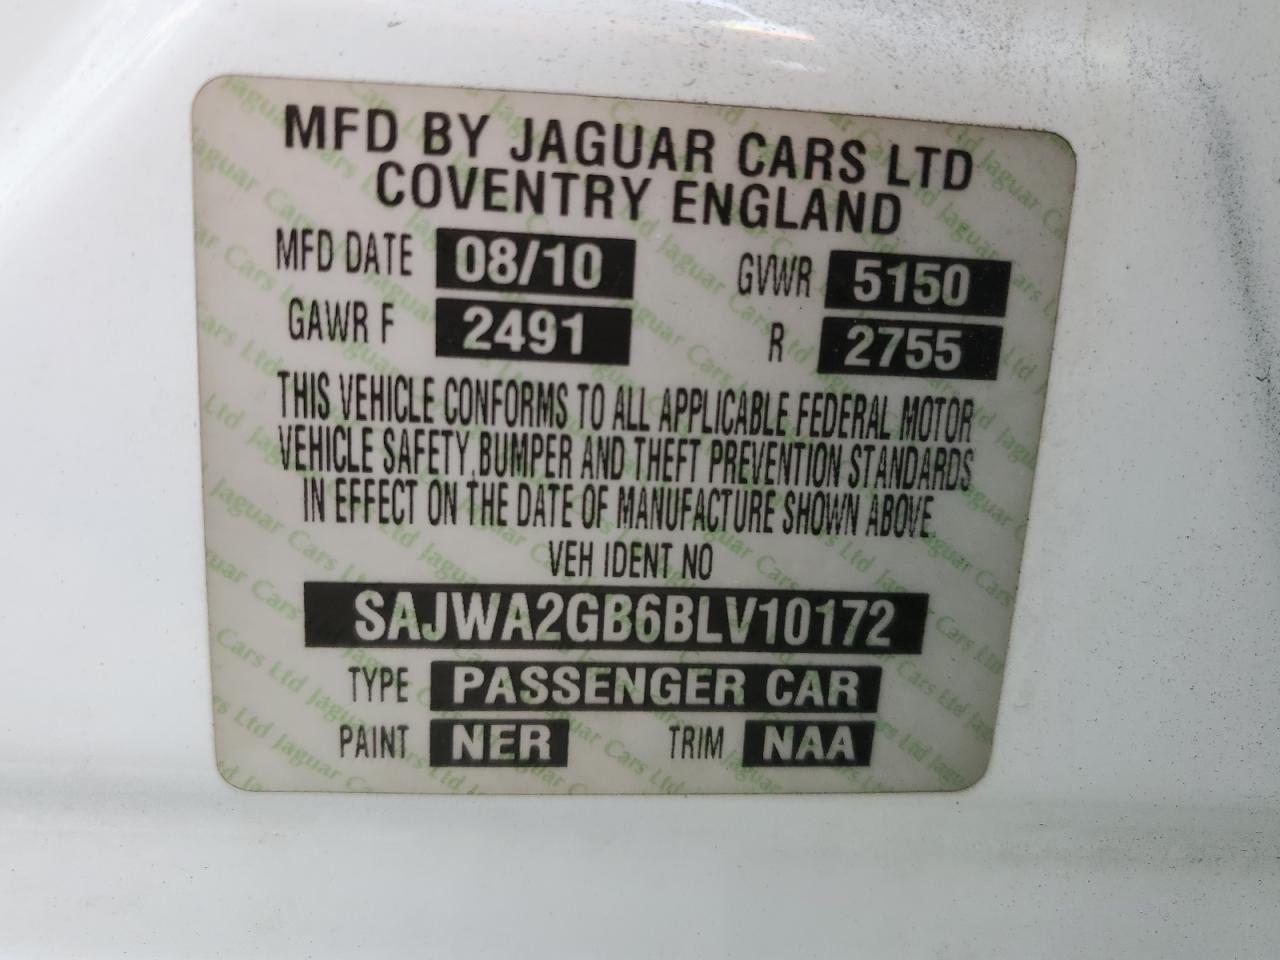 MFD BY JAGUAR CARS LTD
COVENTRY ENGLAND
MFD DATE 08/10 GVWR 5150
GAWR F 2491 R 2755
THIS VEHICLE CONFORMS TO ALL APPLICABLE FEDERAL MOTOR
VEHICLE SAFETY, BUMPER AND THEFT PREVENTION STANDARDS
IN EFFECT ON THE DATE OF MANUFACTURE SHOWN ABOVE.
VEH IDENT NO
SAJWA2GB6BLV10172
TYPE PASSENGER CAR
PAINT NER TRIM NAA